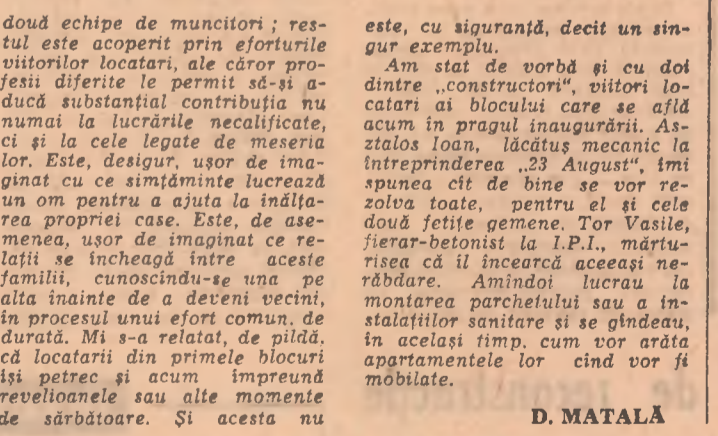 două echipe de muncitori ; res-
tul este acoperit prin eforturile
viitorilor locatari, ale căror pro-
fesii diferite le permit să-și a-
ducă substanțial contribuția nu
numai la lucrările necalificate,
ci și la cele legate de meseria
lor. Este, desigur, ușor de ima-
ginat cu ce simțăminte lucrează
un om pentru a ajuta la înălța-
rea propriei case. Este, de ase-
menea, ușor de imaginat ce re-
lații se încheagă între aceste
familii, cunoscîndu-se una pe
alta înainte de a deveni vecini,
în procesul unui efort comun, de
durată. Mi s-a relatat, de pildă,
că locatarii din primele blocuri
își petrec și acum împreună
revelioanele sau alte momente
de sărbătoare. Și acesta nu
este, cu siguranță, decît un sin-
gur exemplu.
Am stat de vorbă și cu doi
dintre „constructori", viitori lo-
catari ai blocului care se află
acum în pragul inaugurării. As-
ztalos Ioan, lăcătuș mecanic la
întreprinderea „23 August", îmi
spunea cît de bine se vor re-
zolva toate, pentru el și cele
două fetițe gemene. Tor Vasile,
fierar-betonist la I.P.I., mărtu-
risea că îl încearcă aceeași ne-
răbdare. Amîndoi lucrau la
montarea parchetului sau a in-
stalațiilor sanitare și se gîndeau,
în același timp, cum vor arăta
apartamentele lor cînd vor fi
mobilate.
D. MATALĂ